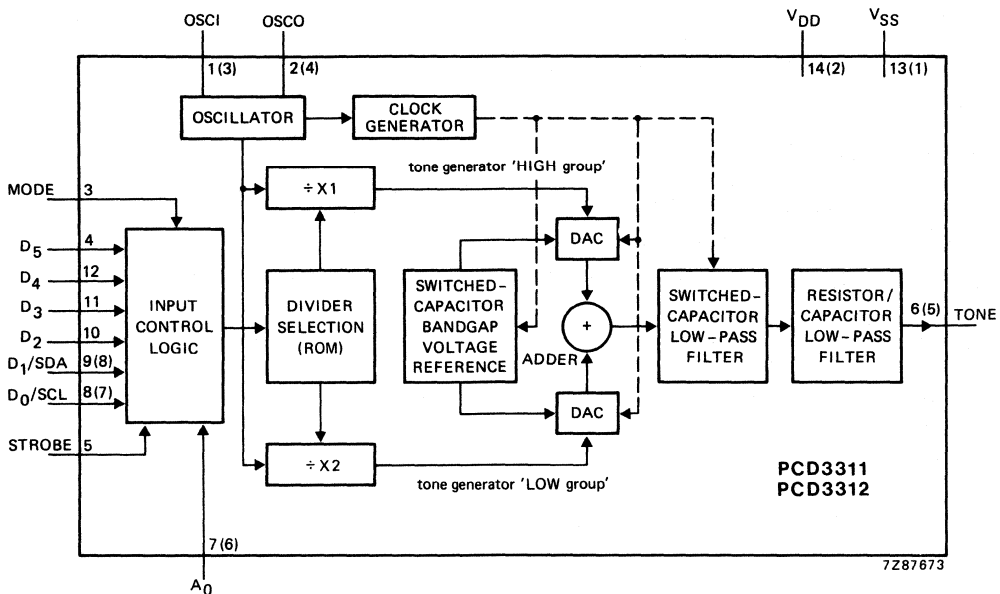 OSCI
OSCO
V_DD
V_SS
1 (3)
2 (4)
14 (2)
13 (1)
OSCILLATOR
CLOCK
GENERATOR
tone generator 'HIGH group'
MODE
3
÷ X1
D5
4
D4
12
D3
11
D2
10
D1/SDA
9 (8)
D0/SCL
8 (7)
STROBE
5
INPUT
CONTROL
LOGIC
DIVIDER
SELECTION
(ROM)
SWITCHED–
CAPACITOR
BANDGAP
VOLTAGE
REFERENCE
DAC
+
ADDER
DAC
SWITCHED–
CAPACITOR
LOW–PASS
FILTER
RESISTOR/
CAPACITOR
LOW–PASS
FILTER
6 (5)
TONE
÷ X2
tone generator 'LOW group'
PCD3311
PCD3312
7 (6)
A0
7Z87673